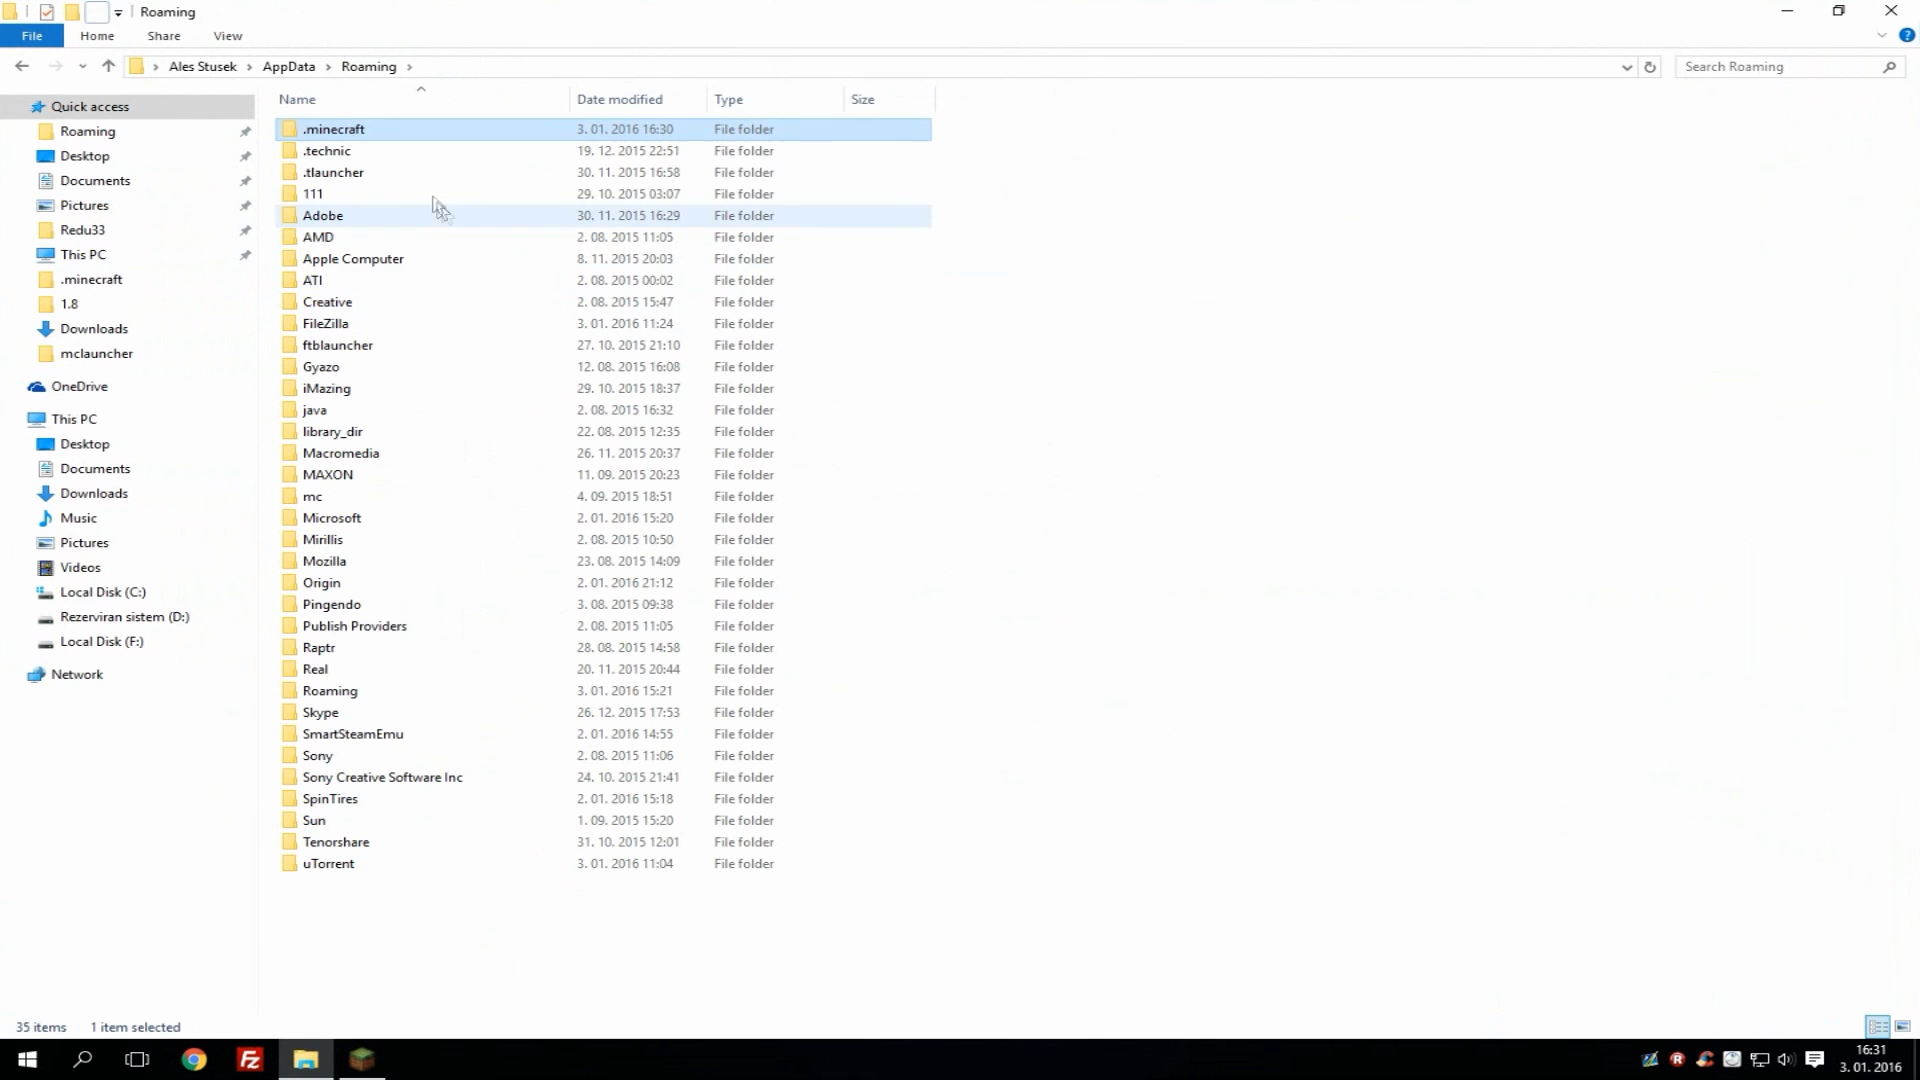 Roaming
File Home Share View
Ales Stusek AppData Roaming
Search Roaming
Name Date modified Type Size
Quick access
Roaming
Desktop
Documents
Pictures
Redu33
This PC
.minecraft
1.8
Downloads
mclauncher
OneDrive
This PC
Desktop
Documents
Downloads
Music
Pictures
Videos
Local Disk (C:)
Rezerviran sistem (D:)
Local Disk (F:)
Network
.minecraft 3. 01. 2016 16:30 File folder
.technic 19. 12. 2015 22:51 File folder
.tlauncher 30. 11. 2015 16:58 File folder
111 29. 10. 2015 03:07 File folder
Adobe 30. 11. 2015 16:29 File folder
AMD 2. 08. 2015 11:05 File folder
Apple Computer 8. 11. 2015 20:03 File folder
ATI 2. 08. 2015 00:02 File folder
Creative 2. 08. 2015 15:47 File folder
FileZilla 3. 01. 2016 11:24 File folder
ftblauncher 27. 10. 2015 21:10 File folder
Gyazo 12. 08. 2015 16:08 File folder
iMazing 29. 10. 2015 18:37 File folder
java 2. 08. 2015 16:32 File folder
library_dir 22. 08. 2015 12:35 File folder
Macromedia 26. 11. 2015 20:37 File folder
MAXON 11. 09. 2015 20:23 File folder
mc 4. 09. 2015 18:51 File folder
Microsoft 2. 01. 2016 15:20 File folder
Mirillis 2. 08. 2015 10:50 File folder
Mozilla 23. 08. 2015 14:09 File folder
Origin 2. 01. 2016 21:12 File folder
Pingendo 3. 08. 2015 09:38 File folder
Publish Providers 2. 08. 2015 11:05 File folder
Raptr 28. 08. 2015 14:58 File folder
Real 20. 11. 2015 20:44 File folder
Roaming 3. 01. 2016 15:21 File folder
Skype 26. 12. 2015 17:53 File folder
SmartSteamEmu 2. 01. 2016 14:55 File folder
Sony 2. 08. 2015 11:06 File folder
Sony Creative Software Inc 24. 10. 2015 21:41 File folder
SpinTires 2. 01. 2016 15:18 File folder
Sun 1. 09. 2015 15:20 File folder
Tenorshare 31. 10. 2015 12:01 File folder
uTorrent 3. 01. 2016 11:04 File folder
35 items 1 item selected
16:31
3. 01. 2016